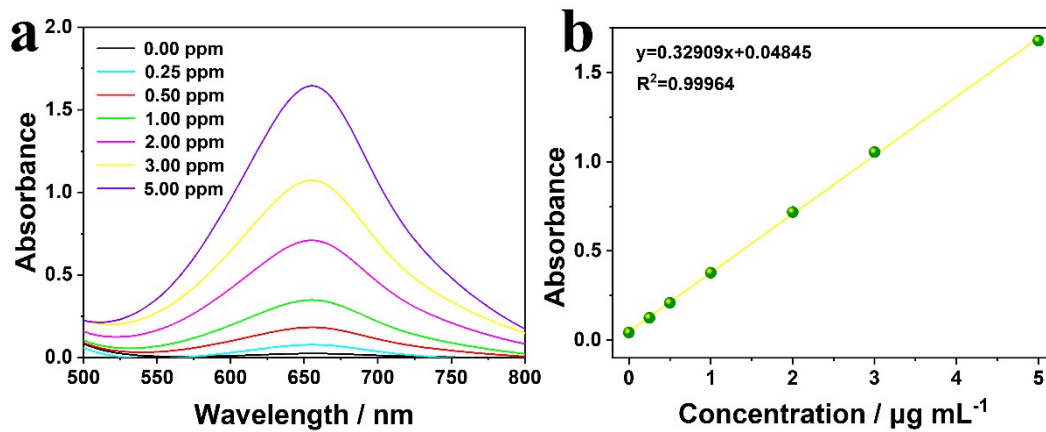 a
2.0
1.5
1.0
0.5
0.0
Absorbance
0.00 ppm
0.25 ppm
0.50 ppm
1.00 ppm
2.00 ppm
3.00 ppm
5.00 ppm
500 550 600 650 700 750 800
Wavelength / nm
b
y=0.32909x+0.04845
R²=0.99964
1.5
1.0
0.5
0.0
Absorbance
0 1 2 3 4 5
Concentration / μg mL⁻¹